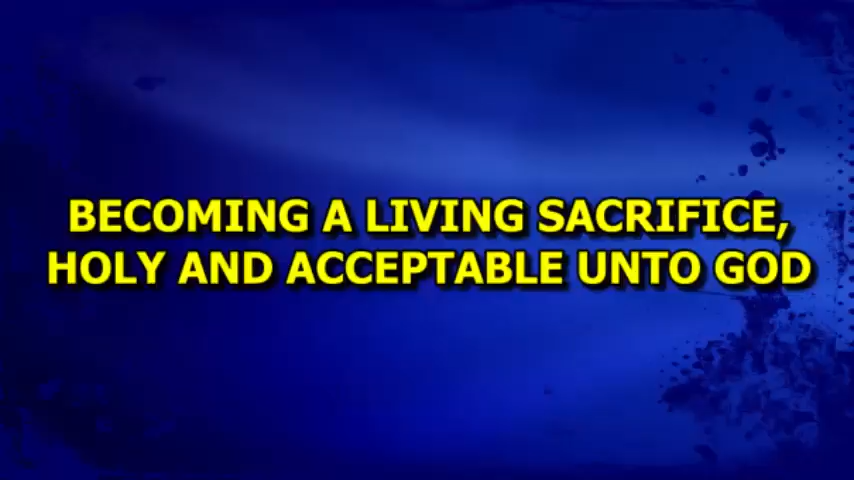 BECOMING A LIVING SACRIFICE,
HOLY AND ACCEPTABLE UNTO GOD